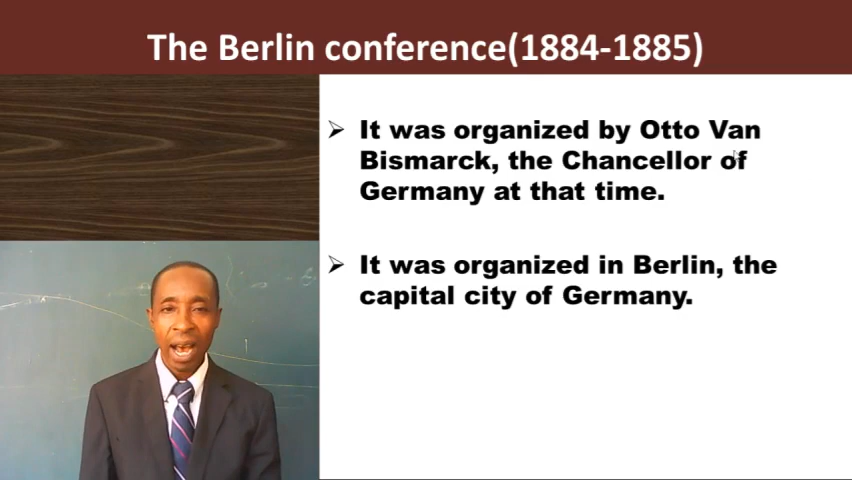 The Berlin conference(1884-1885)
It was organized by Otto Van
Bismarck, the Chancellor of
Germany at that time.
It was organized in Berlin, the
capital city of Germany.